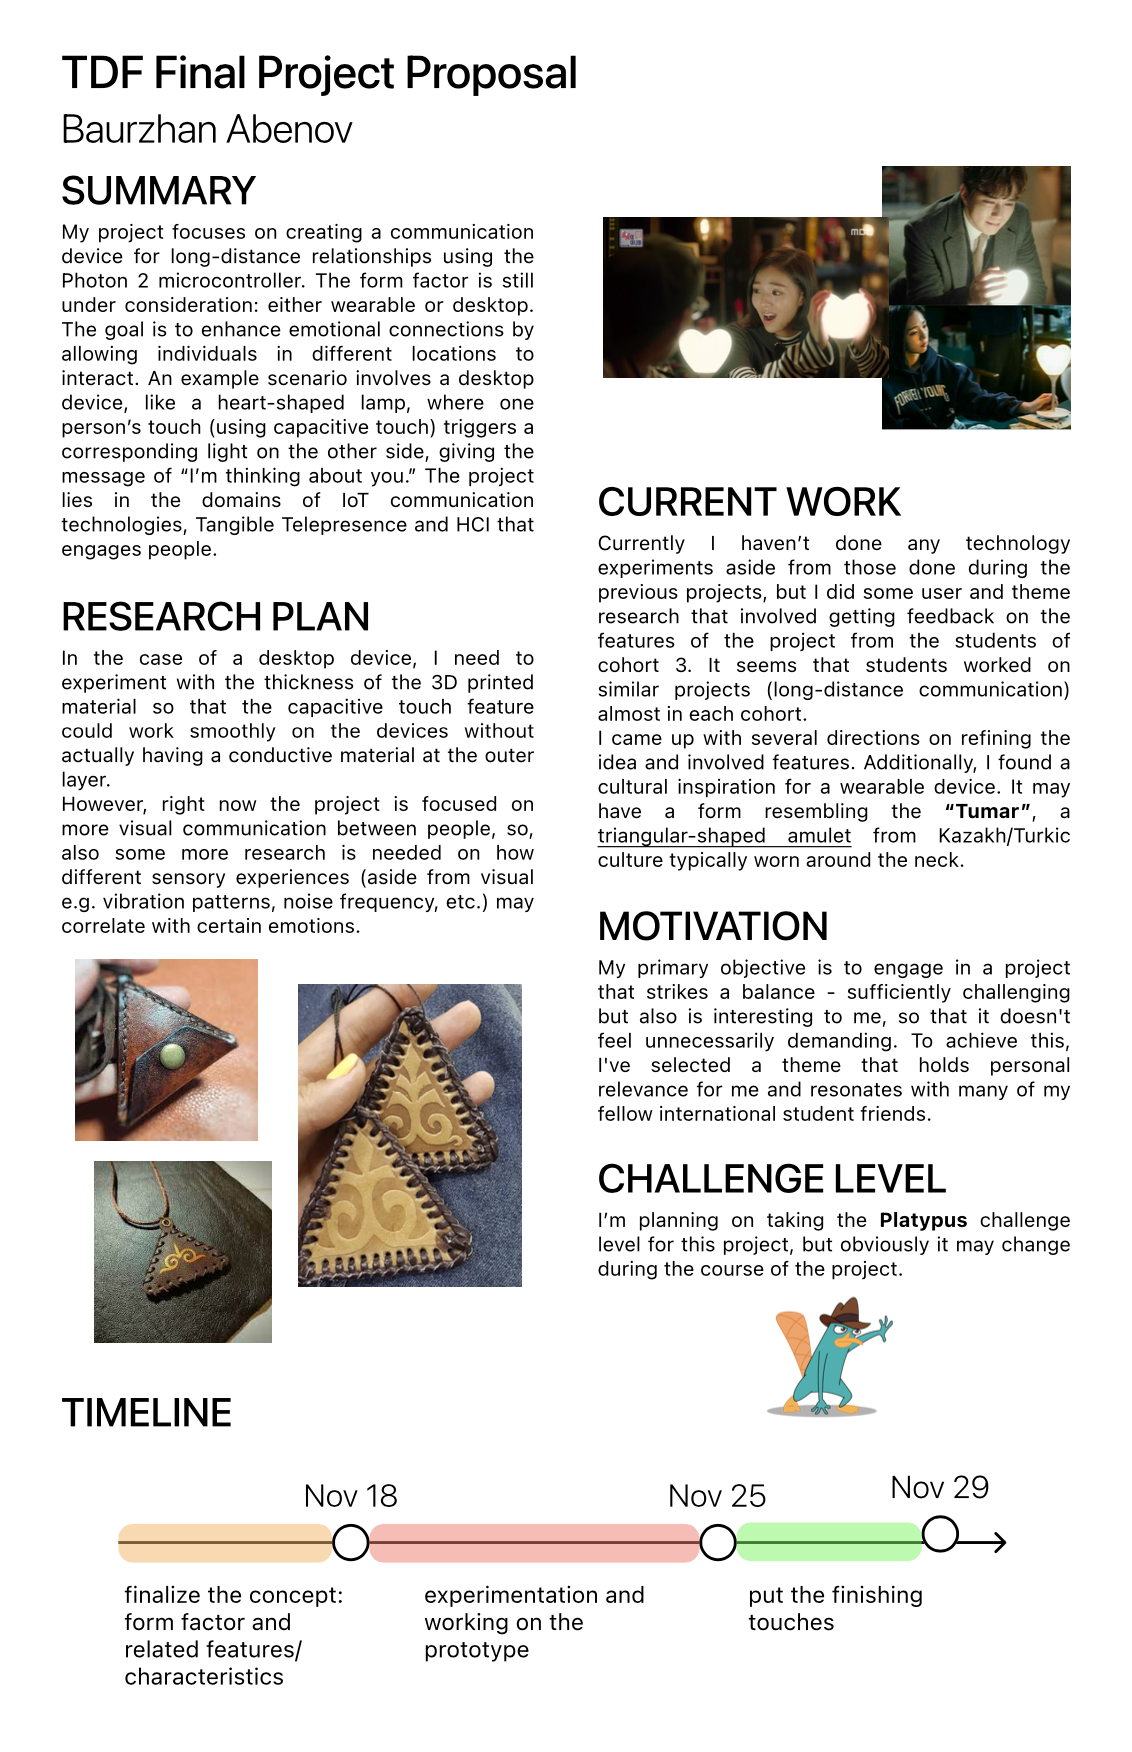 TDF Final Project Proposal
Baurzhan Abenov
SUMMARY
My project focuses on creating a communication
device for long-distance relationships using the
Photon 2 microcontroller. The form factor is still
under consideration: either wearable or desktop.
The goal is to enhance emotional connections by
allowing individuals in different locations to
interact. An example scenario involves a desktop
device, like a heart-shaped lamp, where one
person’s touch (using capacitive touch) triggers a
corresponding light on the other side, giving the
message of “I’m thinking about you.” The project
lies in the domains of IoT communication
technologies, Tangible Telepresence and HCI that
engages people.
RESEARCH PLAN
In the case of a desktop device, I need to
experiment with the thickness of the 3D printed
material so that the capacitive touch feature
could work smoothly on the devices without
actually having a conductive material at the outer
layer.
However, right now the project is focused on
more visual communication between people, so,
also some more research is needed on how
different sensory experiences (aside from visual
e.g. vibration patterns, noise frequency, etc.) may
correlate with certain emotions.
FOREVER YOUNG
CURRENT WORK
Currently I haven’t done any technology
experiments aside from those done during the
previous projects, but I did some user and theme
research that involved getting feedback on the
features of the project from the students of
cohort 3. It seems that students worked on
similar projects (long-distance communication)
almost in each cohort.
I came up with several directions on refining the
idea and involved features. Additionally, I found a
cultural inspiration for a wearable device. It may
have a form resembling the “Tumar”, a
triangular-shaped amulet from Kazakh/Turkic
culture typically worn around the neck.
MOTIVATION
My primary objective is to engage in a project
that strikes a balance - sufficiently challenging
but also is interesting to me, so that it doesn't
feel unnecessarily demanding. To achieve this,
I've selected a theme that holds personal
relevance for me and resonates with many of my
fellow international student friends.
CHALLENGE LEVEL
I’m planning on taking the Platypus challenge
level for this project, but obviously it may change
during the course of the project.
TIMELINE
Nov 18
Nov 25
Nov 29
finalize the concept:
form factor and
related features/
characteristics
experimentation and
working on the
prototype
put the finishing
touches